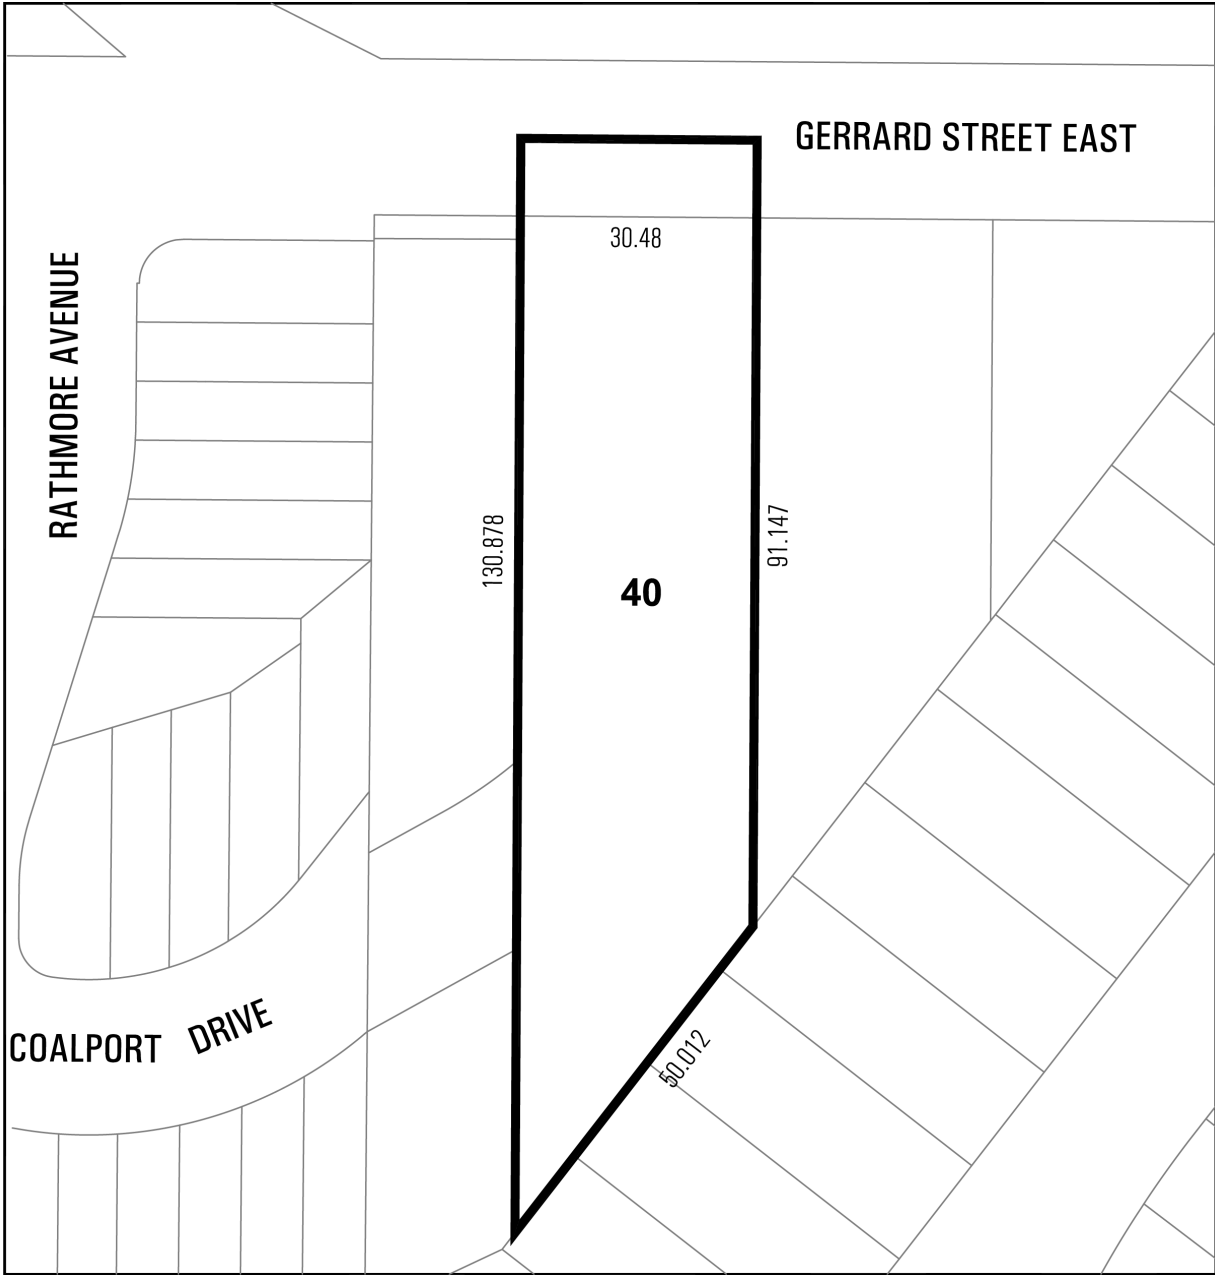 GERRARD STREET EAST
30.48
RATHMORE AVENUE
130.878
91.147
40
50.012
COALPORT DRIVE